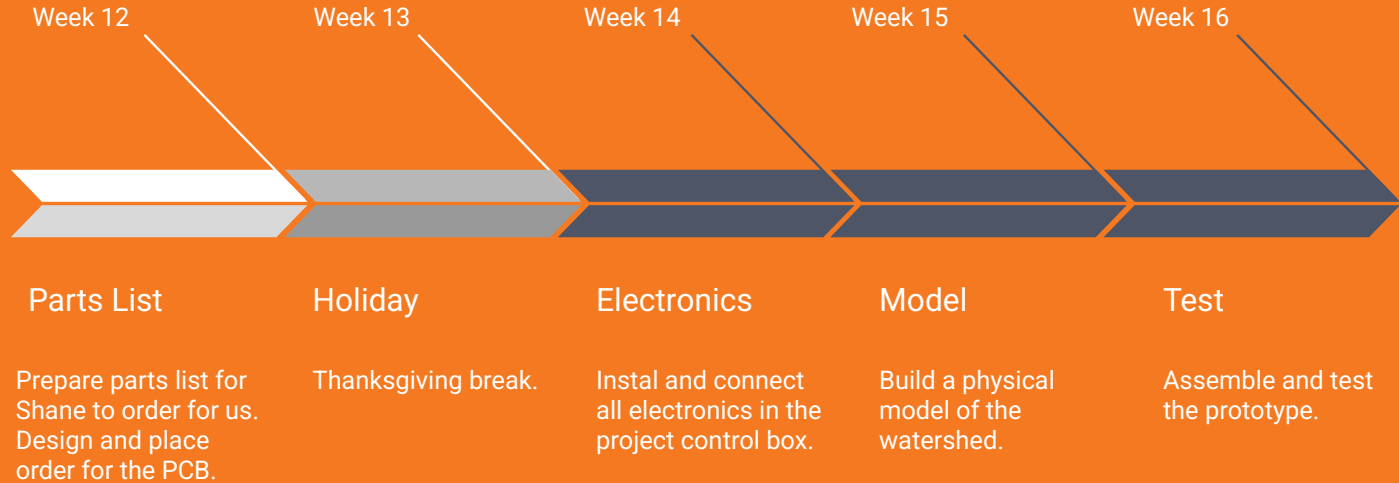 Week 12
Week 13
Week 14
Week 15
Week 16
Parts List
Prepare parts list for
Shane to order for us.
Design and place
order for the PCB.
Holiday
Thanksgiving break.
Electronics
Instal and connect
all electronics in the
project control box.
Model
Build a physical
model of the
watershed.
Test
Assemble and test
the prototype.